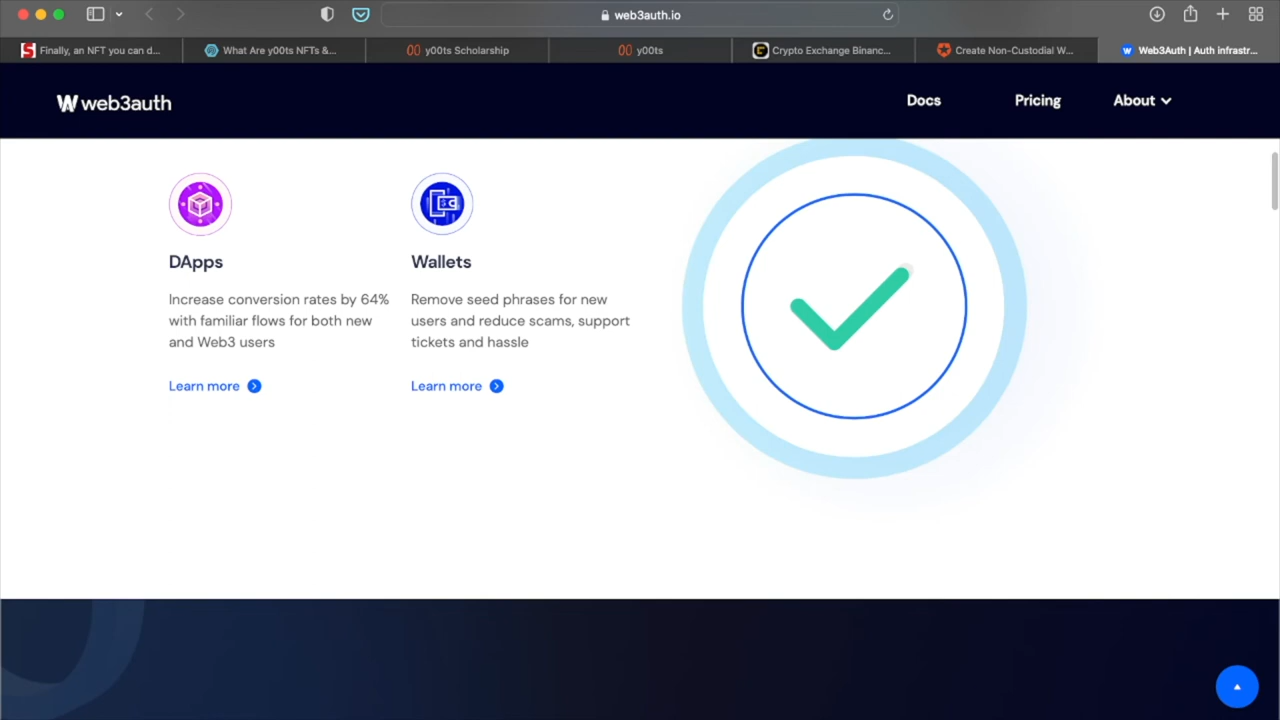 web3auth.io
Finally, an NFT you can d...
What Are y00ts NFTs &...
y00ts Scholarship
y00ts
Crypto Exchange Binanc...
Create Non-Custodial W...
Web3Auth | Auth infrastr...
web3auth
Docs
Pricing
About
DApps
Increase conversion rates by 64%
with familiar flows for both new
and Web3 users
Learn more
Wallets
Remove seed phrases for new
users and reduce scams, support
tickets and hassle
Learn more